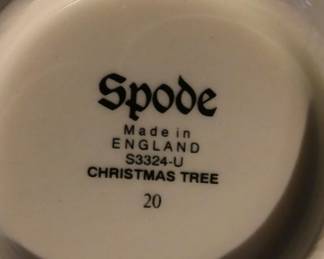 Spode
Made in
ENGLAND
S3324-U
CHRISTMAS TREE
20